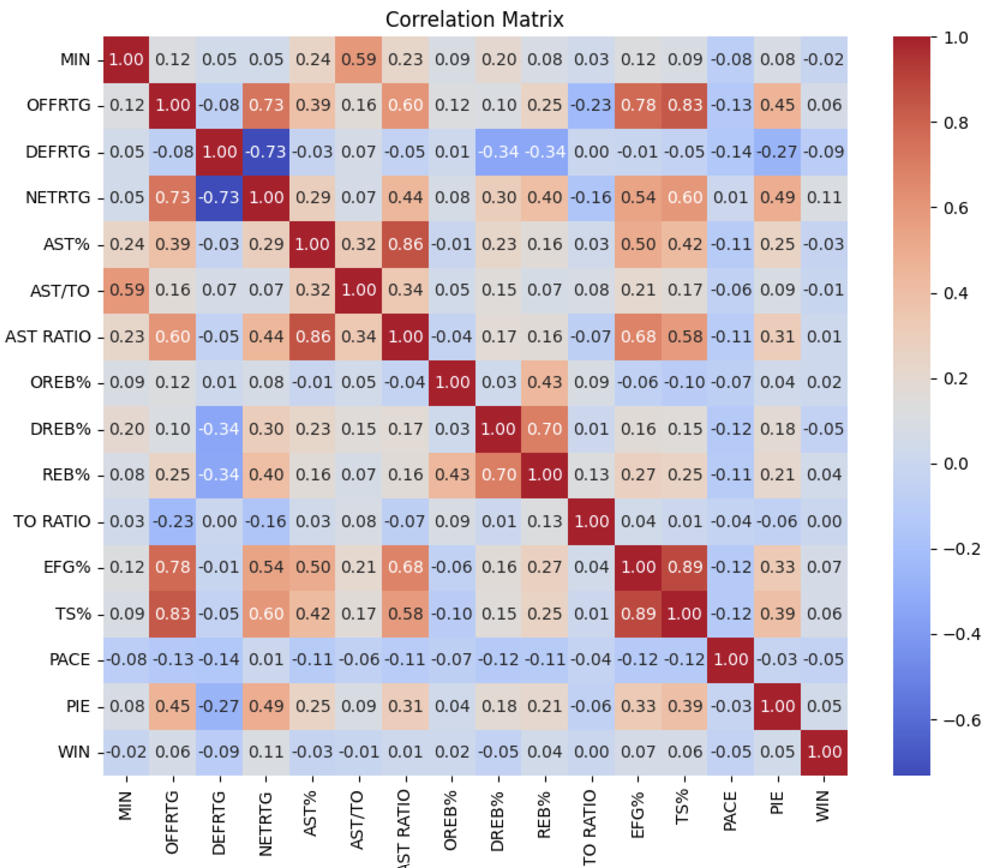 Correlation Matrix
MIN 1.00 0.12 0.05 0.05 0.24 0.59 0.23 0.09 0.20 0.08 0.03 0.12 0.09 -0.08 0.08 -0.02
OFFRTG 0.12 1.00 -0.08 0.73 0.39 0.16 0.60 0.12 0.10 0.25 -0.23 0.78 0.83 -0.13 0.45 0.06
DEFRTG 0.05 -0.08 1.00 -0.73 -0.03 0.07 -0.05 0.01 -0.34 -0.34 0.00 -0.01 -0.05 -0.14 -0.27 -0.09
NETRTG 0.05 0.73 -0.73 1.00 0.29 0.07 0.44 0.08 0.30 0.40 -0.16 0.54 0.60 0.01 0.49 0.11
AST% 0.24 0.39 -0.03 0.29 1.00 0.32 0.86 -0.01 0.23 0.16 0.03 0.50 0.42 -0.11 0.25 -0.03
AST/TO 0.59 0.16 0.07 0.07 0.32 1.00 0.34 0.05 0.15 0.07 0.08 0.21 0.17 -0.06 0.09 -0.01
AST RATIO 0.23 0.60 -0.05 0.44 0.86 0.34 1.00 -0.04 0.17 0.16 -0.07 0.68 0.58 -0.11 0.31 0.01
OREB% 0.09 0.12 0.01 0.08 -0.01 0.05 -0.04 1.00 0.03 0.43 0.09 -0.06 -0.10 -0.07 0.04 0.02
DREB% 0.20 0.10 -0.34 0.30 0.23 0.15 0.17 0.03 1.00 0.70 0.01 0.16 0.15 -0.12 0.18 -0.05
REB% 0.08 0.25 -0.34 0.40 0.16 0.07 0.16 0.43 0.70 1.00 0.13 0.27 0.25 -0.11 0.21 0.04
TO RATIO 0.03 -0.23 0.00 -0.16 0.03 0.08 -0.07 0.09 0.01 0.13 1.00 0.04 0.01 -0.04 -0.06 0.00
EFG% 0.12 0.78 -0.01 0.54 0.50 0.21 0.68 -0.06 0.16 0.27 0.04 1.00 0.89 -0.12 0.33 0.07
TS% 0.09 0.83 -0.05 0.60 0.42 0.17 0.58 -0.10 0.15 0.25 0.01 0.89 1.00 -0.12 0.39 0.06
PACE -0.08 -0.13 -0.14 0.01 -0.11 -0.06 -0.11 -0.07 -0.12 -0.11 -0.04 -0.12 -0.12 1.00 -0.03 -0.05
PIE 0.08 0.45 -0.27 0.49 0.25 0.09 0.31 0.04 0.18 0.21 -0.06 0.33 0.39 -0.03 1.00 0.05
WIN -0.02 0.06 -0.09 0.11 -0.03 -0.01 0.01 0.02 -0.05 0.04 0.00 0.07 0.06 -0.05 0.05 1.00
MIN
OFFRTG
DEFRTG
NETRTG
AST%
AST/TO
AST RATIO
OREB%
DREB%
REB%
TO RATIO
EFG%
TS%
PACE
PIE
WIN
1.0
0.8
0.6
0.4
0.2
0.0
−0.2
−0.4
−0.6